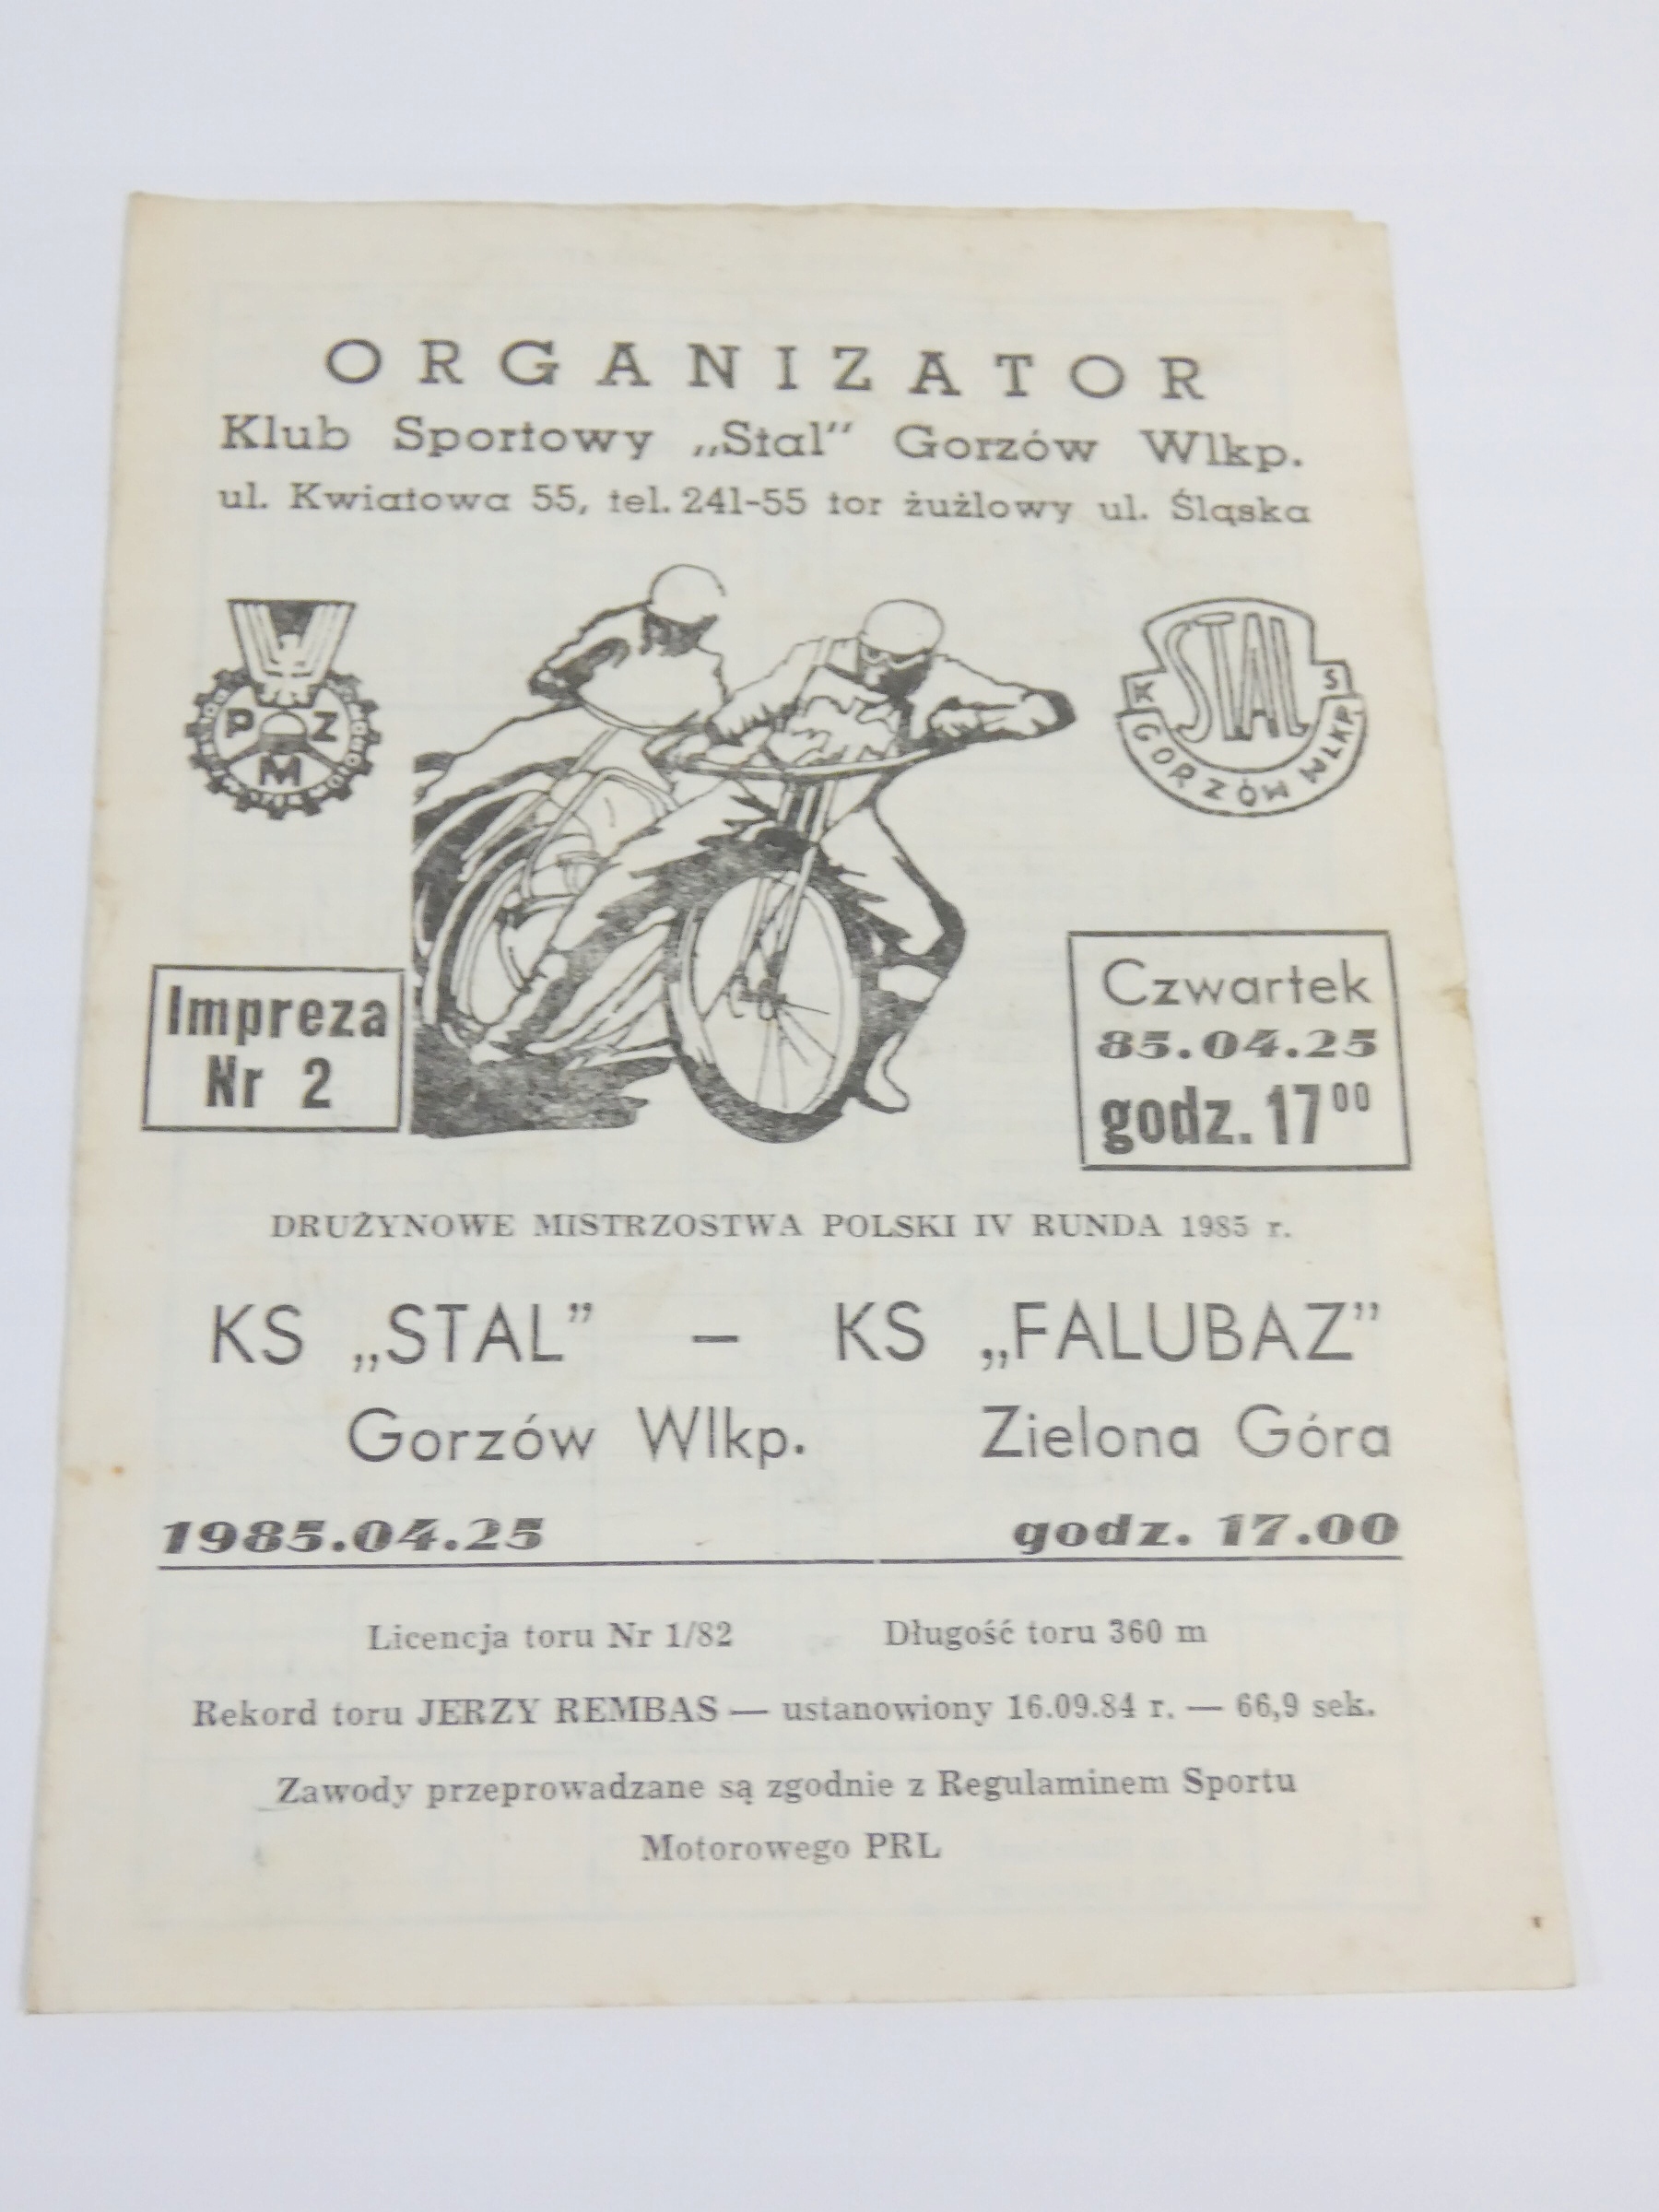 ORGANIZATOR
Klub Sportowy „Stal" Gorzów Wlkp.
ul. Kwiatowa 55, tel. 241-55 tor żużlowy ul. Śląska
P Z
M
STAL
K S
GORZÓW WLKP.
Impreza
Nr 2
Czwartek
85.04.25
godz. 17⁰⁰
DRUŻYNOWE MISTRZOSTWA POLSKI IV RUNDA 1985 r.
KS „STAL” – KS „FALUBAZ”
Gorzów Wlkp. Zielona Góra
1985.04.25 godz. 17.00
Licencja toru Nr 1/82 Długość toru 360 m
Rekord toru JERZY REMBAS — ustanowiony 16.09.84 r. — 66,9 sek.
Zawody przeprowadzane są zgodnie z Regulaminem Sportu
Motorowego PRL